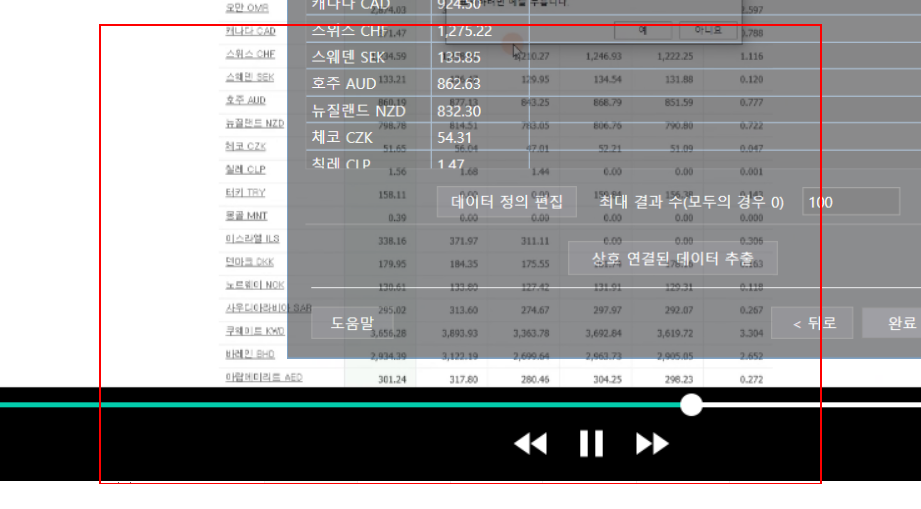 오만 OMR 2,597
캐나다 CAD 924.50
캐나다 CAD 0.788
예 아니요
스위스 CHF 1,275.22
스위스 CHF 1,246.93 1,222.25 1.116
스웨덴 SEK 135.85
스웨덴 SEK 133.21 129.95 134.54 131.88 0.120
호주 AUD 862.63
호주 AUD 860.19 877.13 843.25 868.79 851.59 0.777
뉴질랜드 NZD 832.30
뉴질랜드 NZD 798.78 814.51 783.05 806.76 790.80 0.722
체코 CZK 54.31
체코 CZK 51.65 56.04 47.01 52.21 51.09 0.047
칠레 CLP 1.47
칠레 CLP 1.56 1.68 1.44 0.00 0.00 0.001
데이터 정의 편집 최대 결과 수(모두의 경우 0) 100
터키 TRY 158.11
몽골 MNT 0.39 0.00 0.00 0.00 0.00 0.000
이스라엘 ILS 338.16 371.97 311.11 0.00 0.00 0.306
상호 연결된 데이터 추출
덴마크 DKK 179.95 184.35 175.55
노르웨이 NOK 130.61 133.80 127.42 131.91 129.31 0.118
사우디아라비아 SAR 295.02 313.60 274.67 297.97 292.07 0.267
도움말 < 뒤로 완료
쿠웨이트 KWD 3,656.28 3,893.93 3,363.78 3,692.84 3,619.72 3.304
바레인 BHD 2,934.39 3,122.19 2,699.64 2,963.73 2,905.05 2.652
아랍에미리트 AED 301.24 317.80 280.46 304.25 298.23 0.272